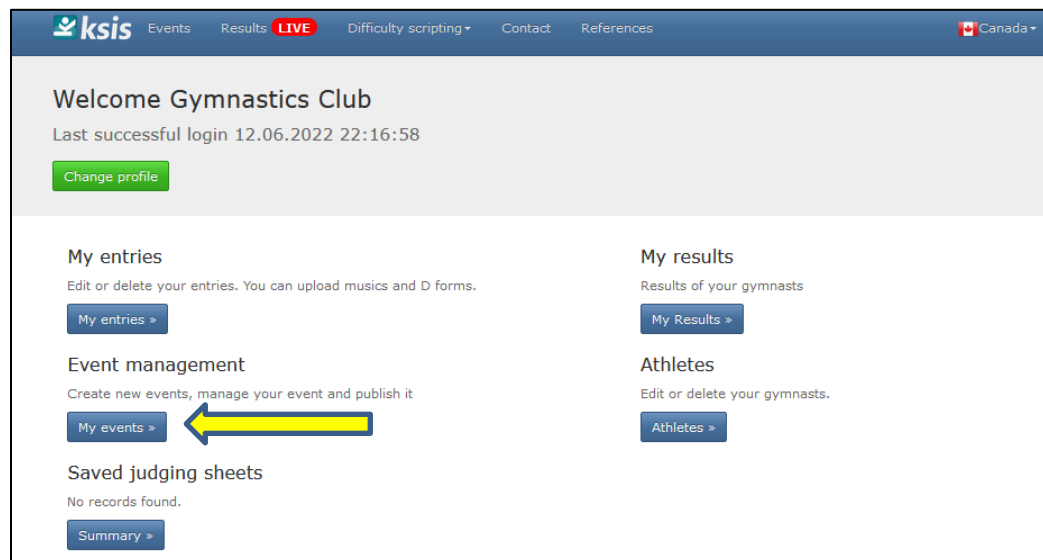 ksis Events Results LIVE Difficulty scripting Contact References Canada
Welcome Gymnastics Club
Last successful login 12.06.2022 22:16:58
Change profile
My entries
Edit or delete your entries. You can upload musics and D forms.
My entries »
My results
Results of your gymnasts
My Results »
Event management
Create new events, manage your event and publish it
My events »
Athletes
Edit or delete your gymnasts.
Athletes »
Saved judging sheets
No records found.
Summary »